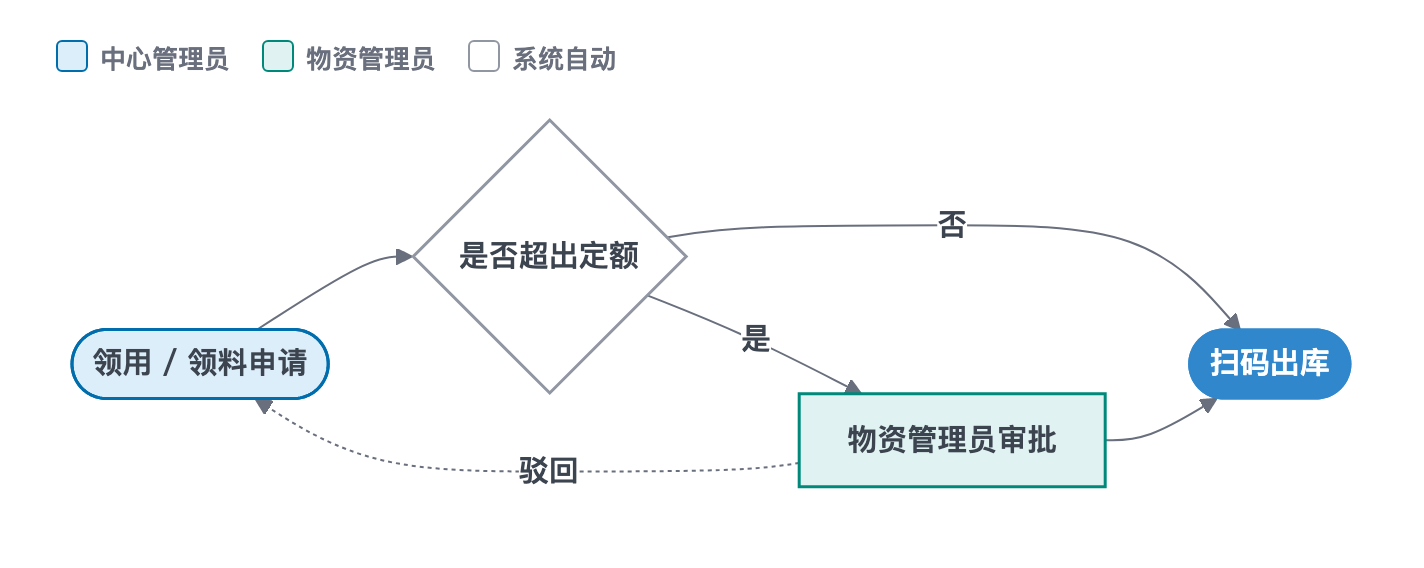 中心管理员
物资管理员
系统自动
否
是否超出定额
是
领用 / 领料申请
扫码出库
物资管理员审批
驳回